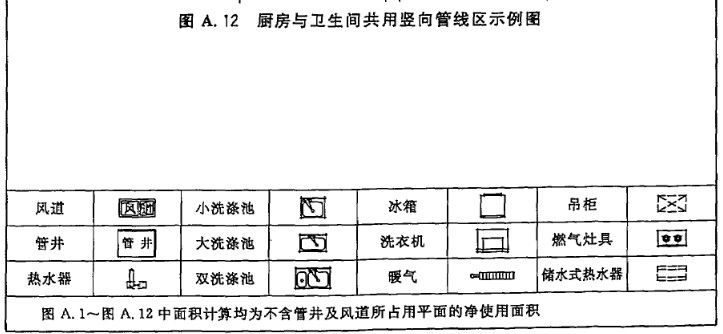 图 A.12 厨房与卫生间共用竖向管线区示例图
风道 风道 小洗涤池 冰箱 吊柜
管井 管井 大洗涤池 洗衣机 燃气灶具
热水器 双洗涤池 暖气 储水式热水器
图 A.1～图 A.12 中面积计算均为不含管井及风道所占用平面的净使用面积